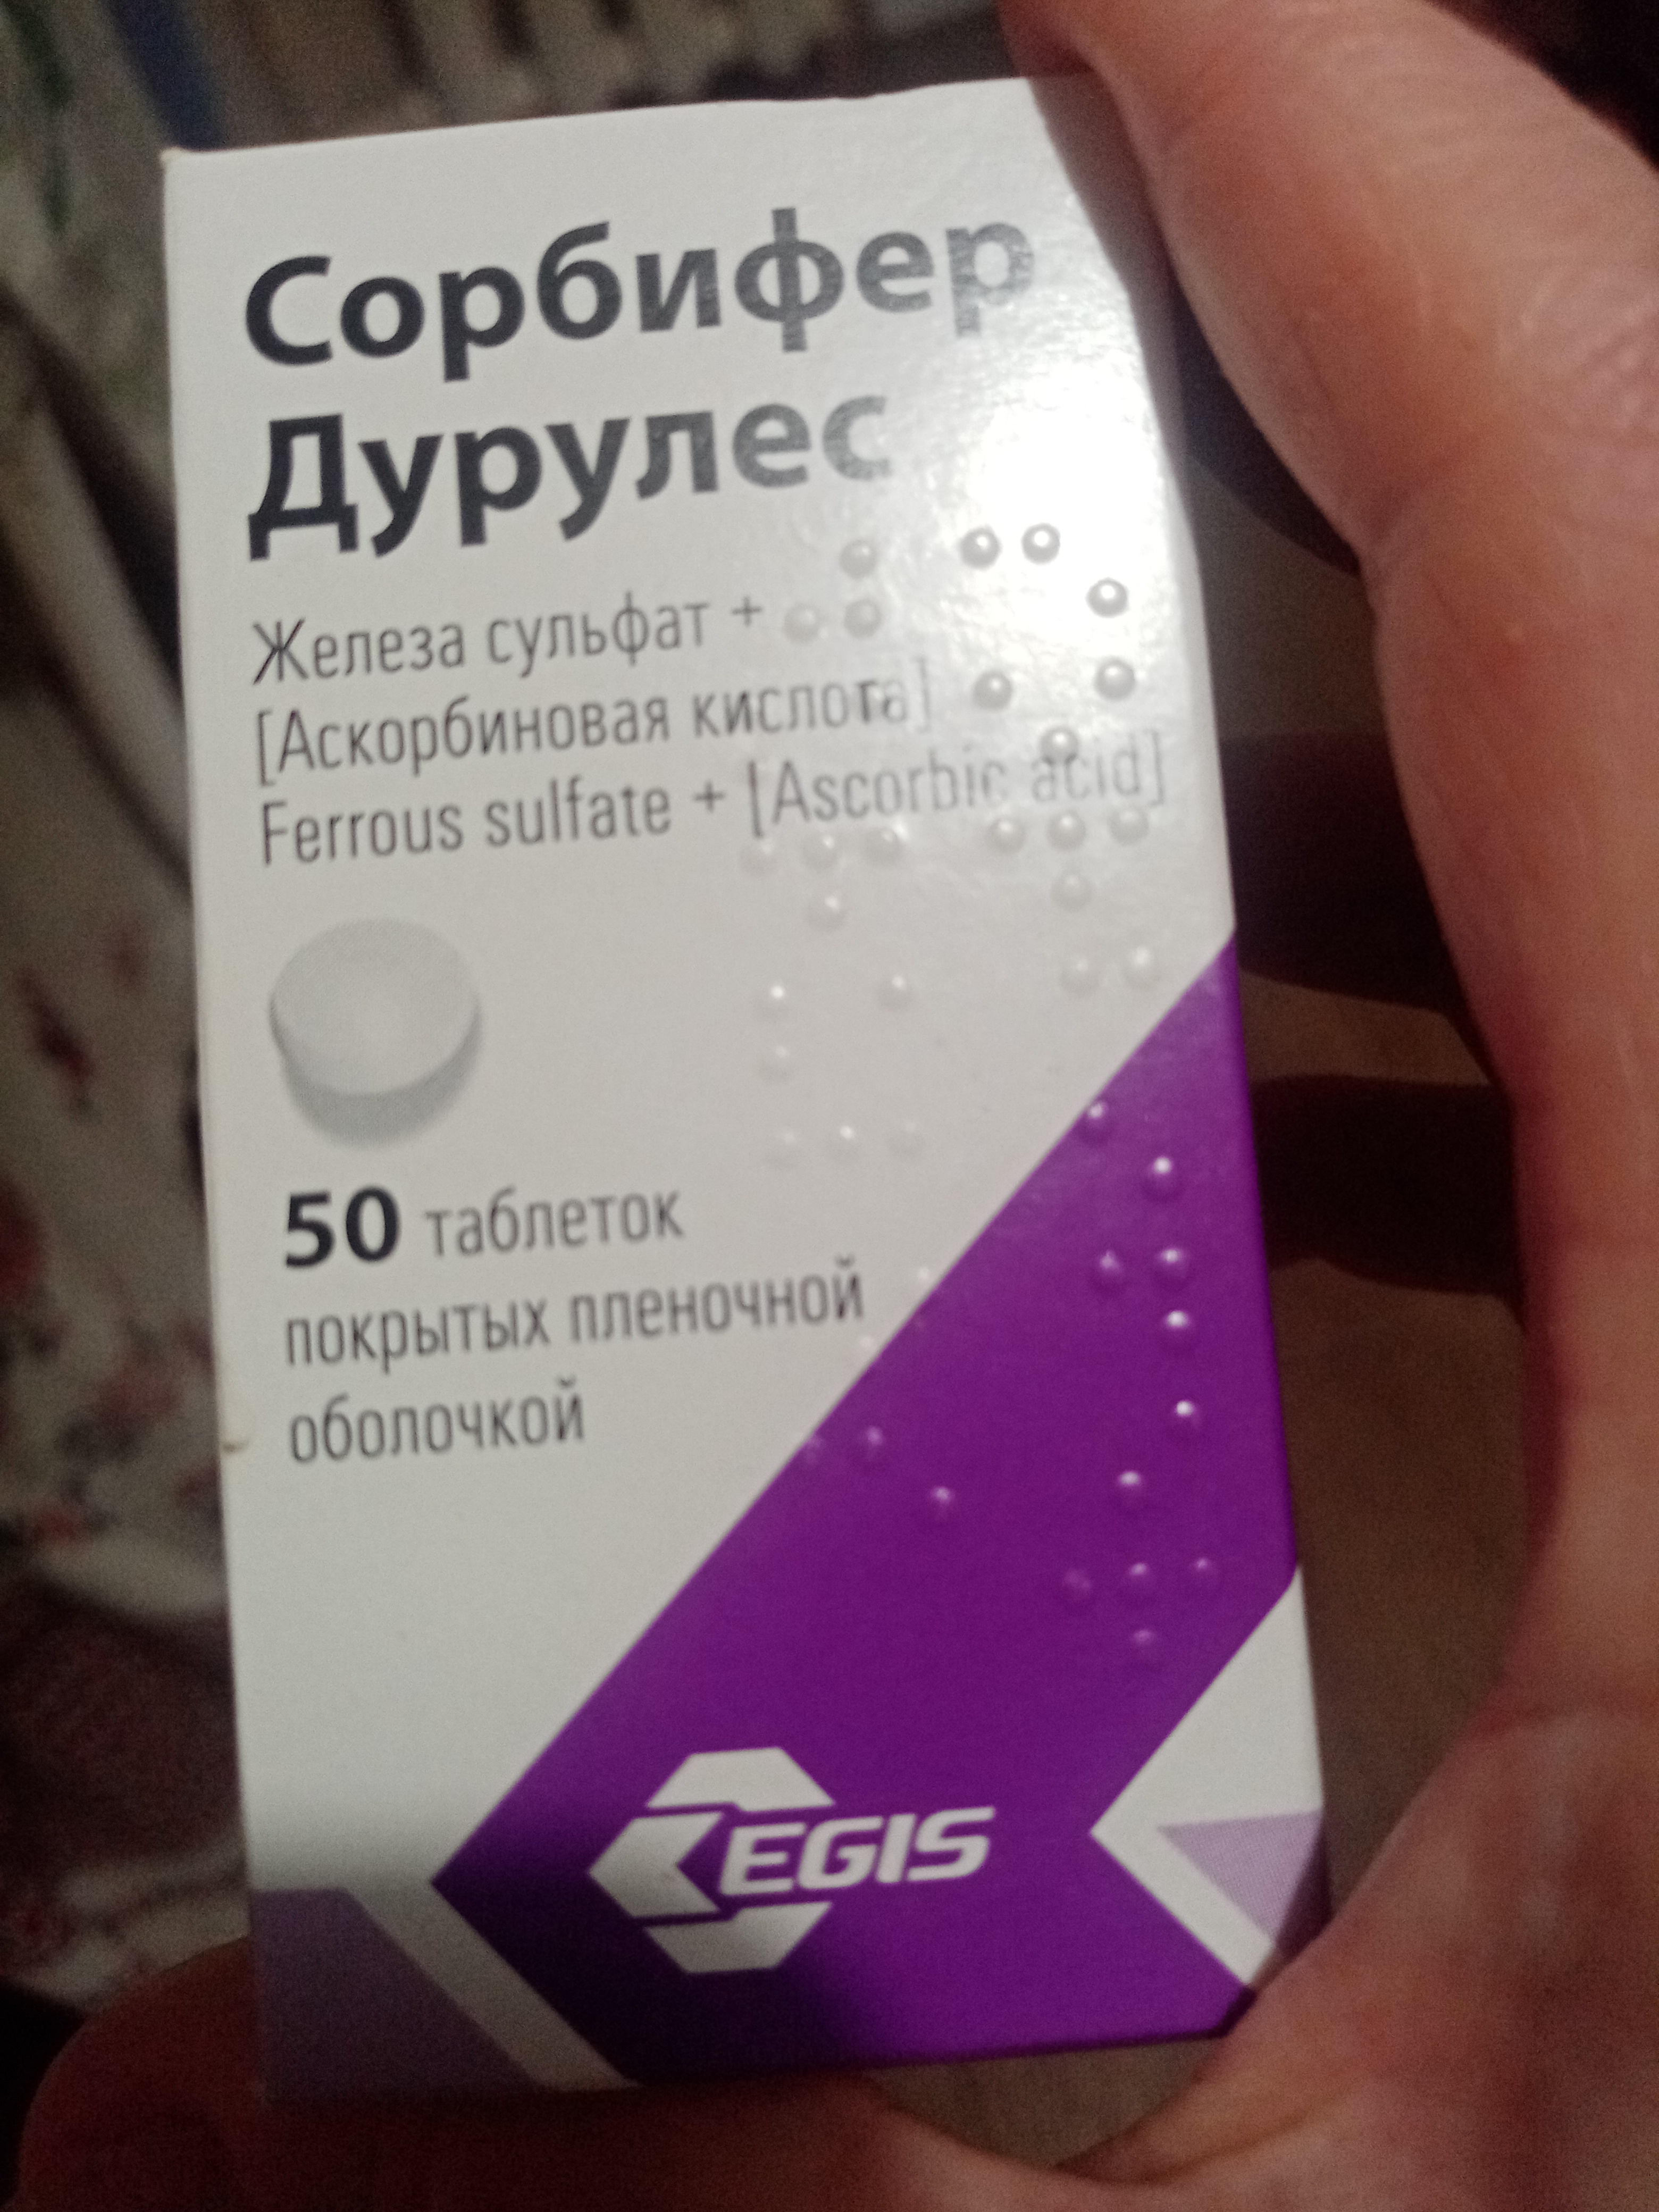 Сорбифер
Дурулес
Железа сульфат +
[Аскорбиновая кислота]
Ferrous sulfate + [Ascorbic acid]
50 таблеток
покрытых пленочной
оболочкой
EGIS